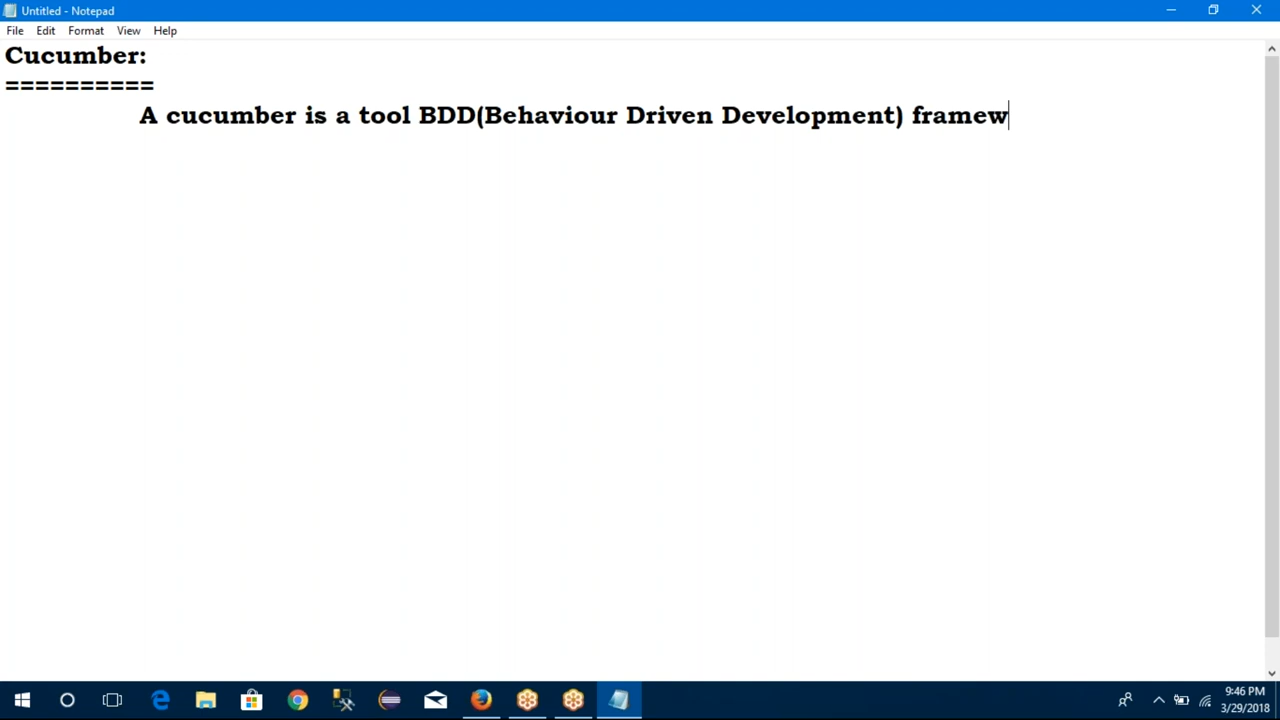 Untitled - Notepad
File Edit Format View Help
Cucumber:
==========
A cucumber is a tool BDD(Behaviour Driven Development) framew
9:46 PM
3/29/2018